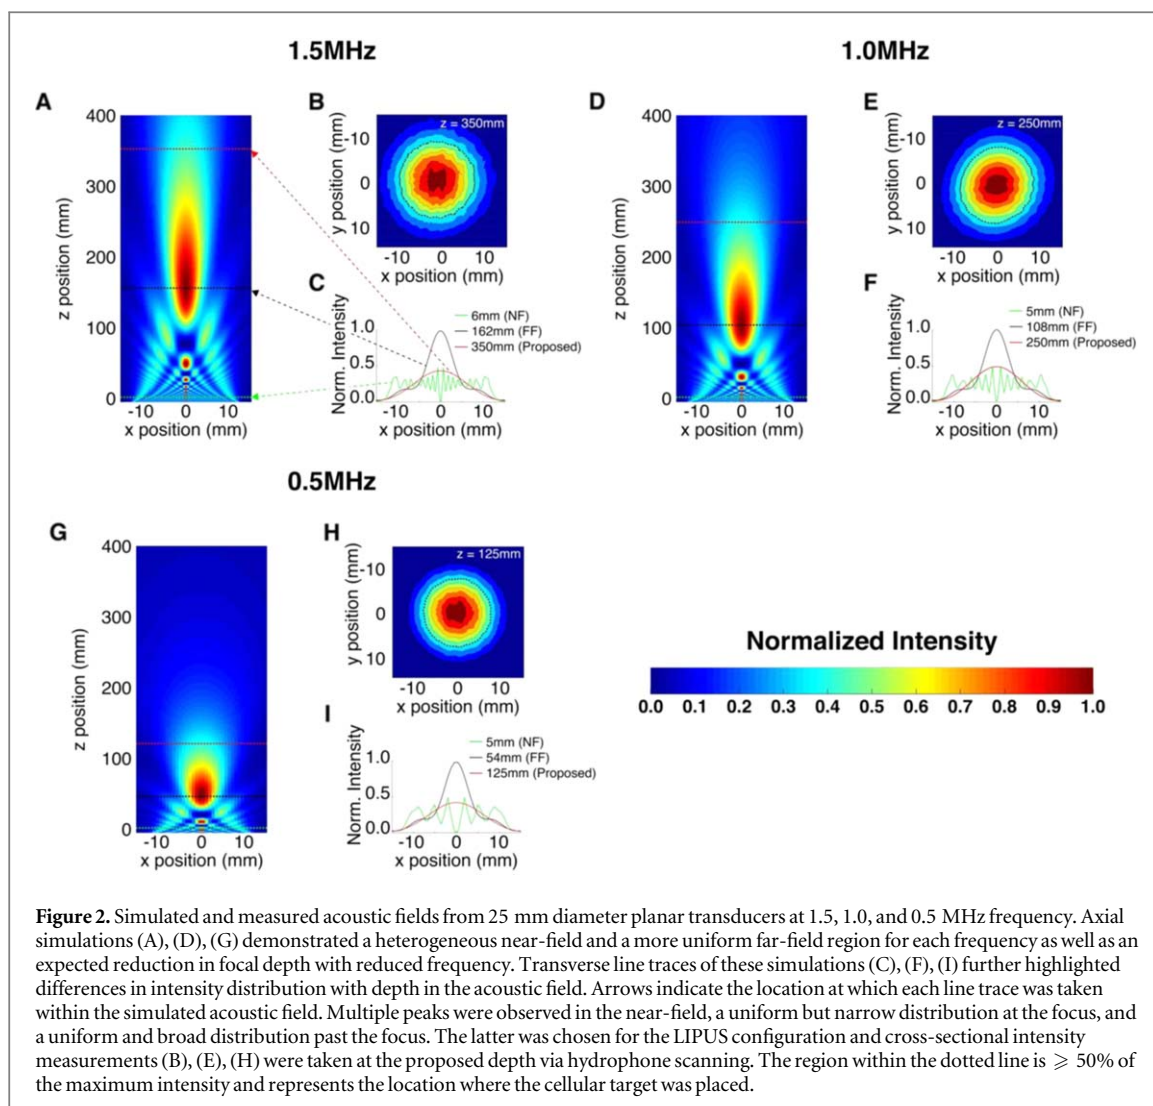 1.5MHz
1.0MHz
A
400
300
200
100
0
z position (mm)
-10 0 10
x position (mm)
B
z = 350mm
-10
0
10
y position (mm)
-10 0 10
x position (mm)
C
6mm (NF)
162mm (FF)
350mm (Proposed)
1.0
0.5
0.0
Norm. Intensity
-10 0 10
x position (mm)
D
400
300
200
100
0
z position (mm)
-10 0 10
x position (mm)
E
z = 250mm
-10
0
10
y position (mm)
-10 0 10
x position (mm)
F
5mm (NF)
108mm (FF)
250mm (Proposed)
1.0
0.5
0.0
Norm. Intensity
-10 0 10
x position (mm)
0.5MHz
G
400
300
200
100
0
z position (mm)
-10 0 10
x position (mm)
H
z = 125mm
-10
0
10
y position (mm)
-10 0 10
x position (mm)
I
5mm (NF)
54mm (FF)
125mm (Proposed)
1.0
0.5
0.0
Norm. Intensity
-10 0 10
x position (mm)
Normalized Intensity
0.0 0.1 0.2 0.3 0.4 0.5 0.6 0.7 0.8 0.9 1.0
Figure 2. Simulated and measured acoustic fields from 25 mm diameter planar transducers at 1.5, 1.0, and 0.5 MHz frequency. Axial
simulations (A), (D), (G) demonstrated a heterogeneous near-field and a more uniform far-field region for each frequency as well as an
expected reduction in focal depth with reduced frequency. Transverse line traces of these simulations (C), (F), (I) further highlighted
differences in intensity distribution with depth in the acoustic field. Arrows indicate the location at which each line trace was taken
within the simulated acoustic field. Multiple peaks were observed in the near-field, a uniform but narrow distribution at the focus, and
a uniform and broad distribution past the focus. The latter was chosen for the LIPUS configuration and cross-sectional intensity
measurements (B), (E), (H) were taken at the proposed depth via hydrophone scanning. The region within the dotted line is ⩾ 50% of
the maximum intensity and represents the location where the cellular target was placed.